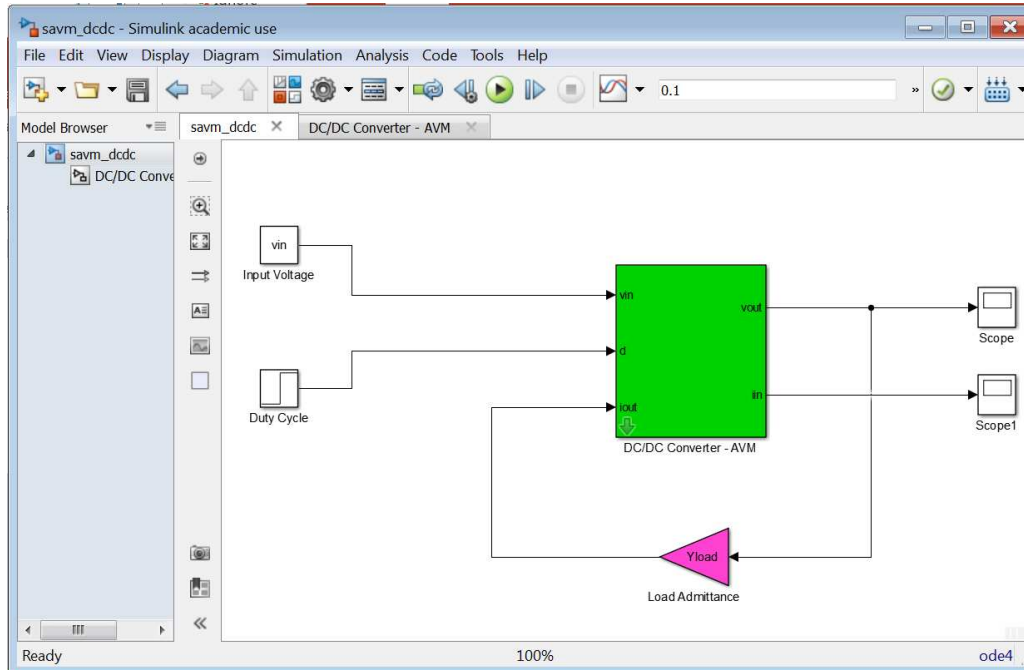 savm_dcdc - Simulink academic use
File Edit View Display Diagram Simulation Analysis Code Tools Help
0.1 »
Model Browser
savm_dcdc
DC/DC Converter - AVM
savm_dcdc
DC/DC Conve
vin
Input Voltage
Duty Cycle
vin
d
iout
vout
iin
DC/DC Converter - AVM
Scope
Scope1
Yload
Load Admittance
Ready
100%
ode4